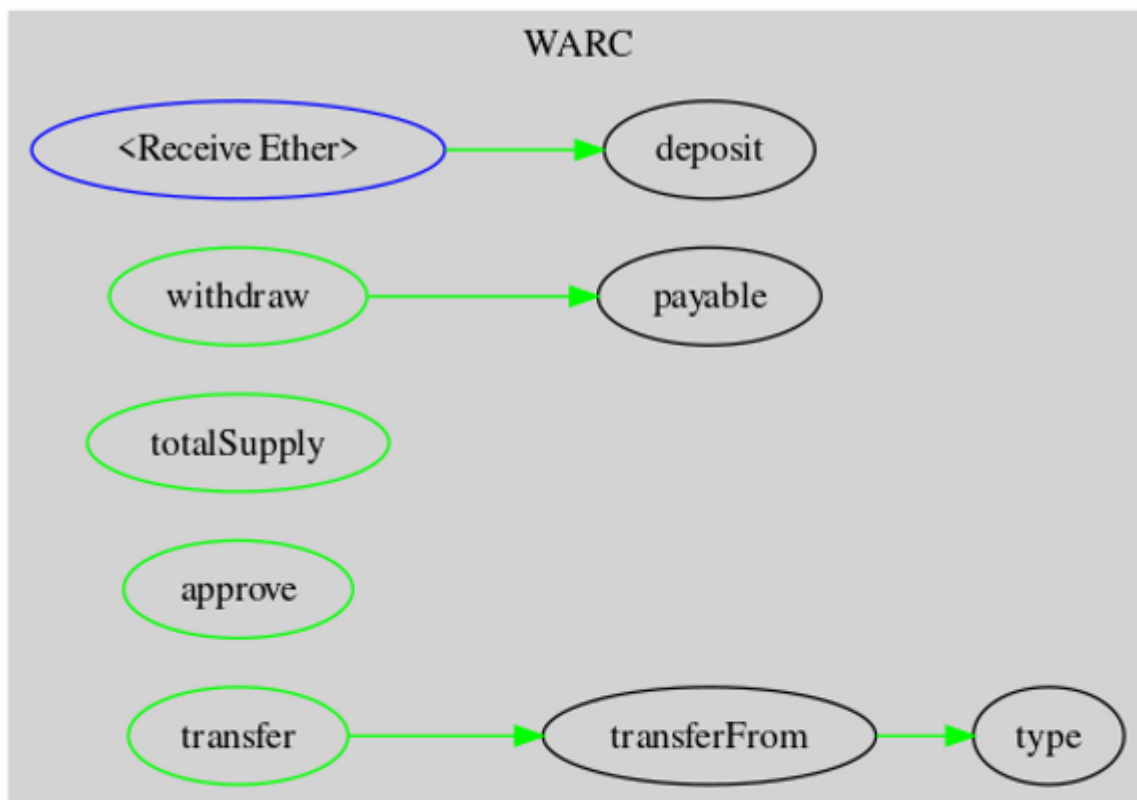 WARC
<Receive Ether> deposit
withdraw payable
totalSupply
approve
transfer transferFrom type